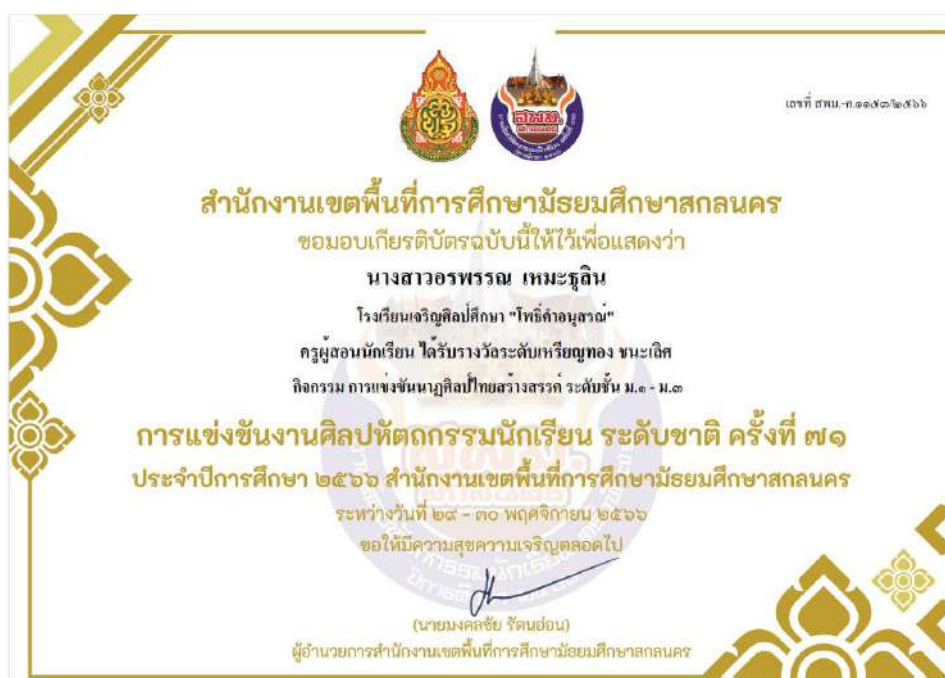 เลขที่ สพม.-ค.๑๑๕๓/๒๕๖๖
สพม.
สำนักงานเขตพื้นที่การศึกษามัธยมศึกษาสกลนคร
ขอมอบเกียรติบัตรฉบับนี้ให้ไว้เพื่อแสดงว่า
นางสาวอรพรรณ เหมะธุลิน
โรงเรียนเจริญศิลป์ศึกษา "โพธิ์คำอนุสรณ์"
ครูผู้สอนนักเรียน ได้รับรางวัลระดับเหรียญทอง ชนะเลิศ
กิจกรรม การแข่งขันนาฏศิลป์ไทยสร้างสรรค์ ระดับชั้น ม.๑ - ม.๓
การแข่งขันงานศิลปหัตถกรรมนักเรียน ระดับชาติ ครั้งที่ ๗๑
ประจำปีการศึกษา ๒๕๖๖ สำนักงานเขตพื้นที่การศึกษามัธยมศึกษาสกลนคร
ระหว่างวันที่ ๒๙ - ๓๐ พฤศจิกายน ๒๕๖๖
ขอให้มีความสุขความเจริญตลอดไป
(นายมงคลชัย รัตนอ่อน)
ผู้อำนวยการสำนักงานเขตพื้นที่การศึกษามัธยมศึกษาสกลนคร